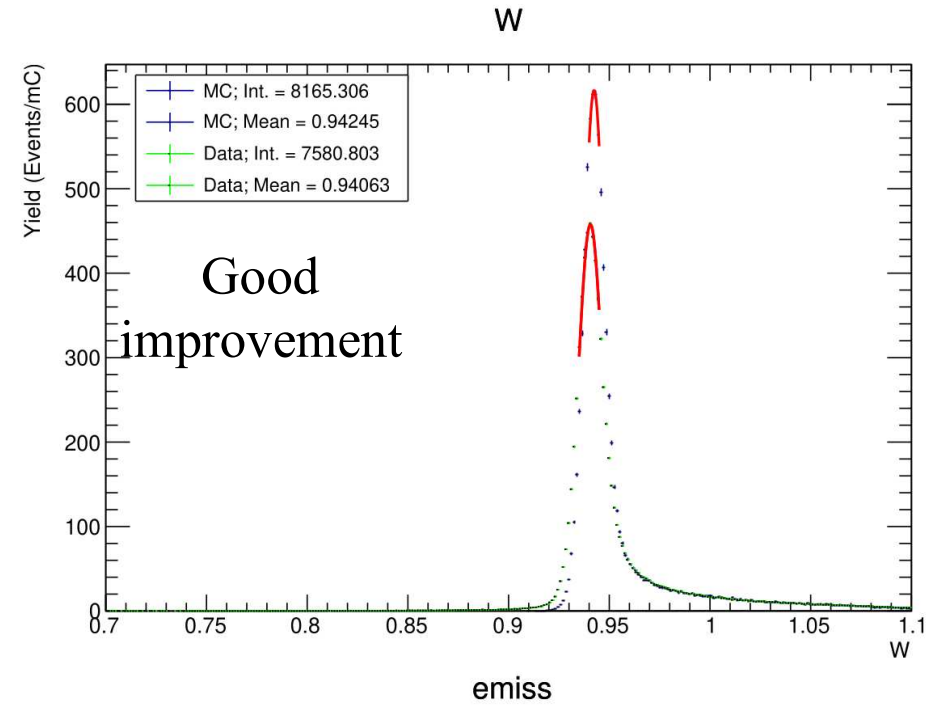 W
Yield (Events/mC)
MC; Int. = 8165.306
MC; Mean = 0.94245
Data; Int. = 7580.803
Data; Mean = 0.94063
Good
improvement
600
500
400
300
200
100
0
0.7 0.75 0.8 0.85 0.9 0.95 1 1.05 1.1
W
emiss